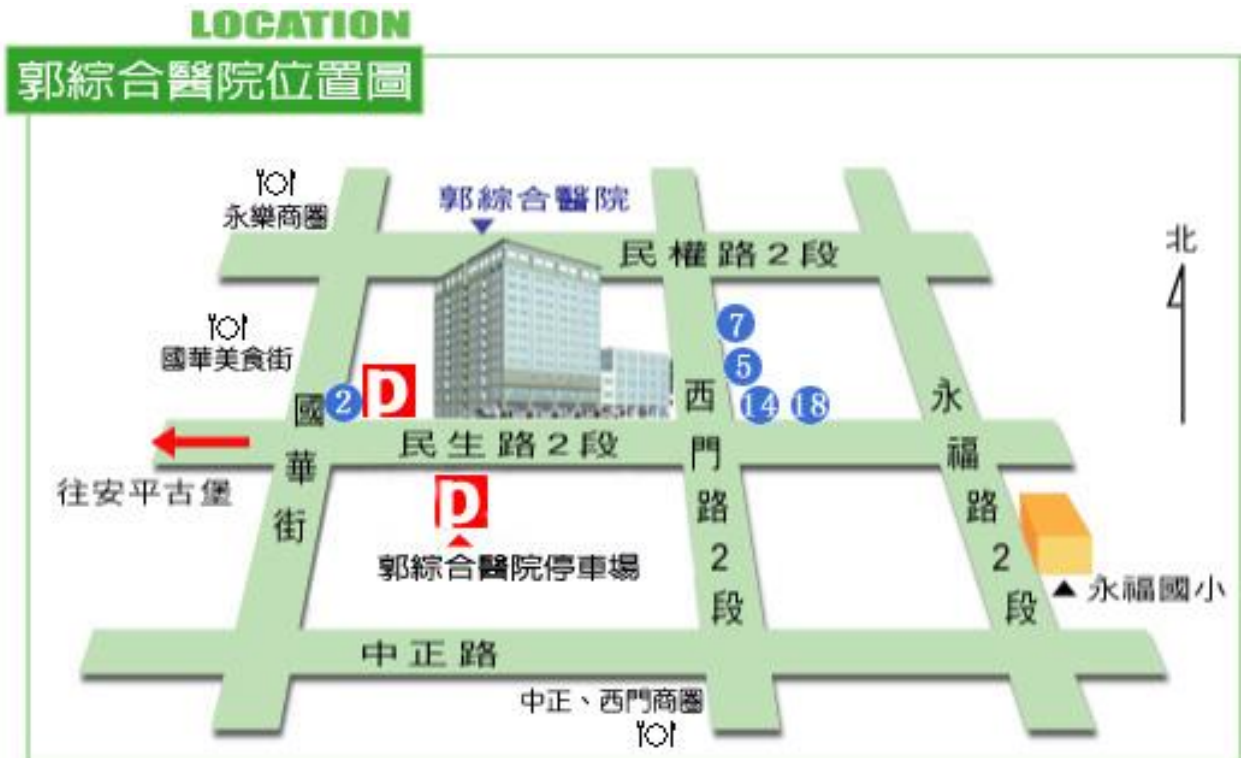 LOCATION
郭綜合醫院位置圖
永樂商圈
郭綜合醫院
民權路2段
北
國華美食街
7
5
2
P
14
18
民生路2段
往安平古堡
國華街
西門路2段
永福路2段
P
郭綜合醫院停車場
永福國小
中正路
中正、西門商圈